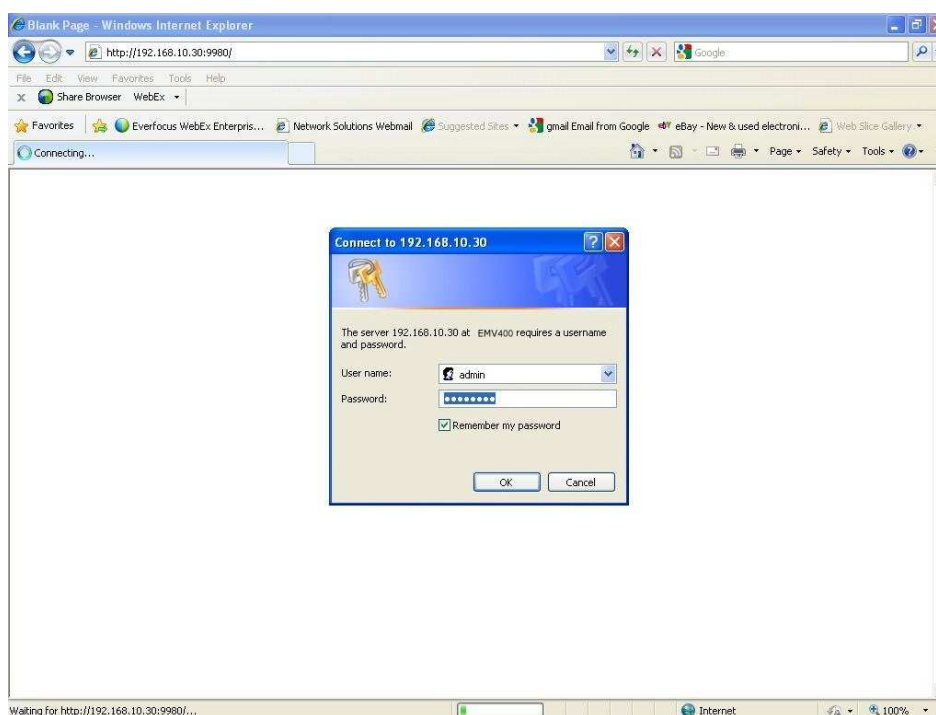 Blank Page - Windows Internet Explorer
http://192.168.10.30:9980/
Google
File Edit View Favorites Tools Help
x Share Browser WebEx
Favorites Everfocus WebEx Enterpris... Network Solutions Webmail Suggested Sites gmail Email from Google eBay - New & used electroni... Web Slice Gallery
Connecting... Page Safety Tools
Connect to 192.168.10.30
The server 192.168.10.30 at EMV400 requires a username
and password.
User name: admin
Password: ••••••••
Remember my password
OK Cancel
Waiting for http://192.168.10.30:9980/... Internet 100%